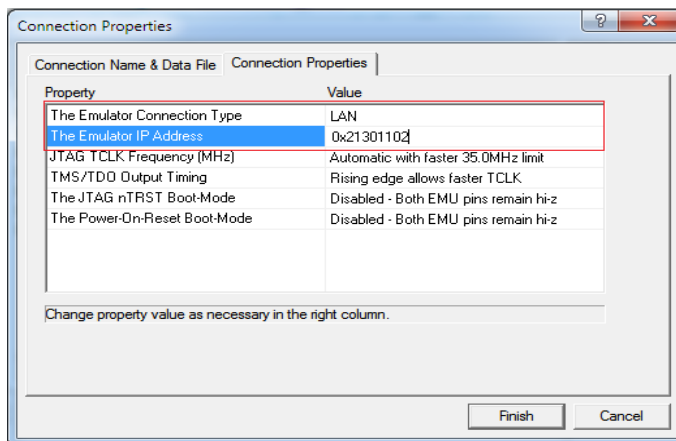 Connection Properties
Connection Name & Data File Connection Properties
Property Value
The Emulator Connection Type LAN
The Emulator IP Address 0x21301102
JTAG TCLK Frequency (MHz) Automatic with faster 35.0MHz limit
TMS/TDO Output Timing Rising edge allows faster TCLK
The JTAG nTRST Boot-Mode Disabled - Both EMU pins remain hi-z
The Power-On-Reset Boot-Mode Disabled - Both EMU pins remain hi-z
Change property value as necessary in the right column.
Finish Cancel